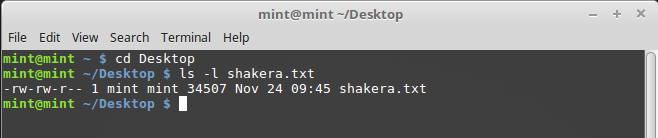 mint@mint ~/Desktop
File Edit View Search Terminal Help
mint@mint ~ $ cd Desktop
mint@mint ~/Desktop $ ls -l shakera.txt
-rw-rw-r-- 1 mint mint 34507 Nov 24 09:45 shakera.txt
mint@mint ~/Desktop $